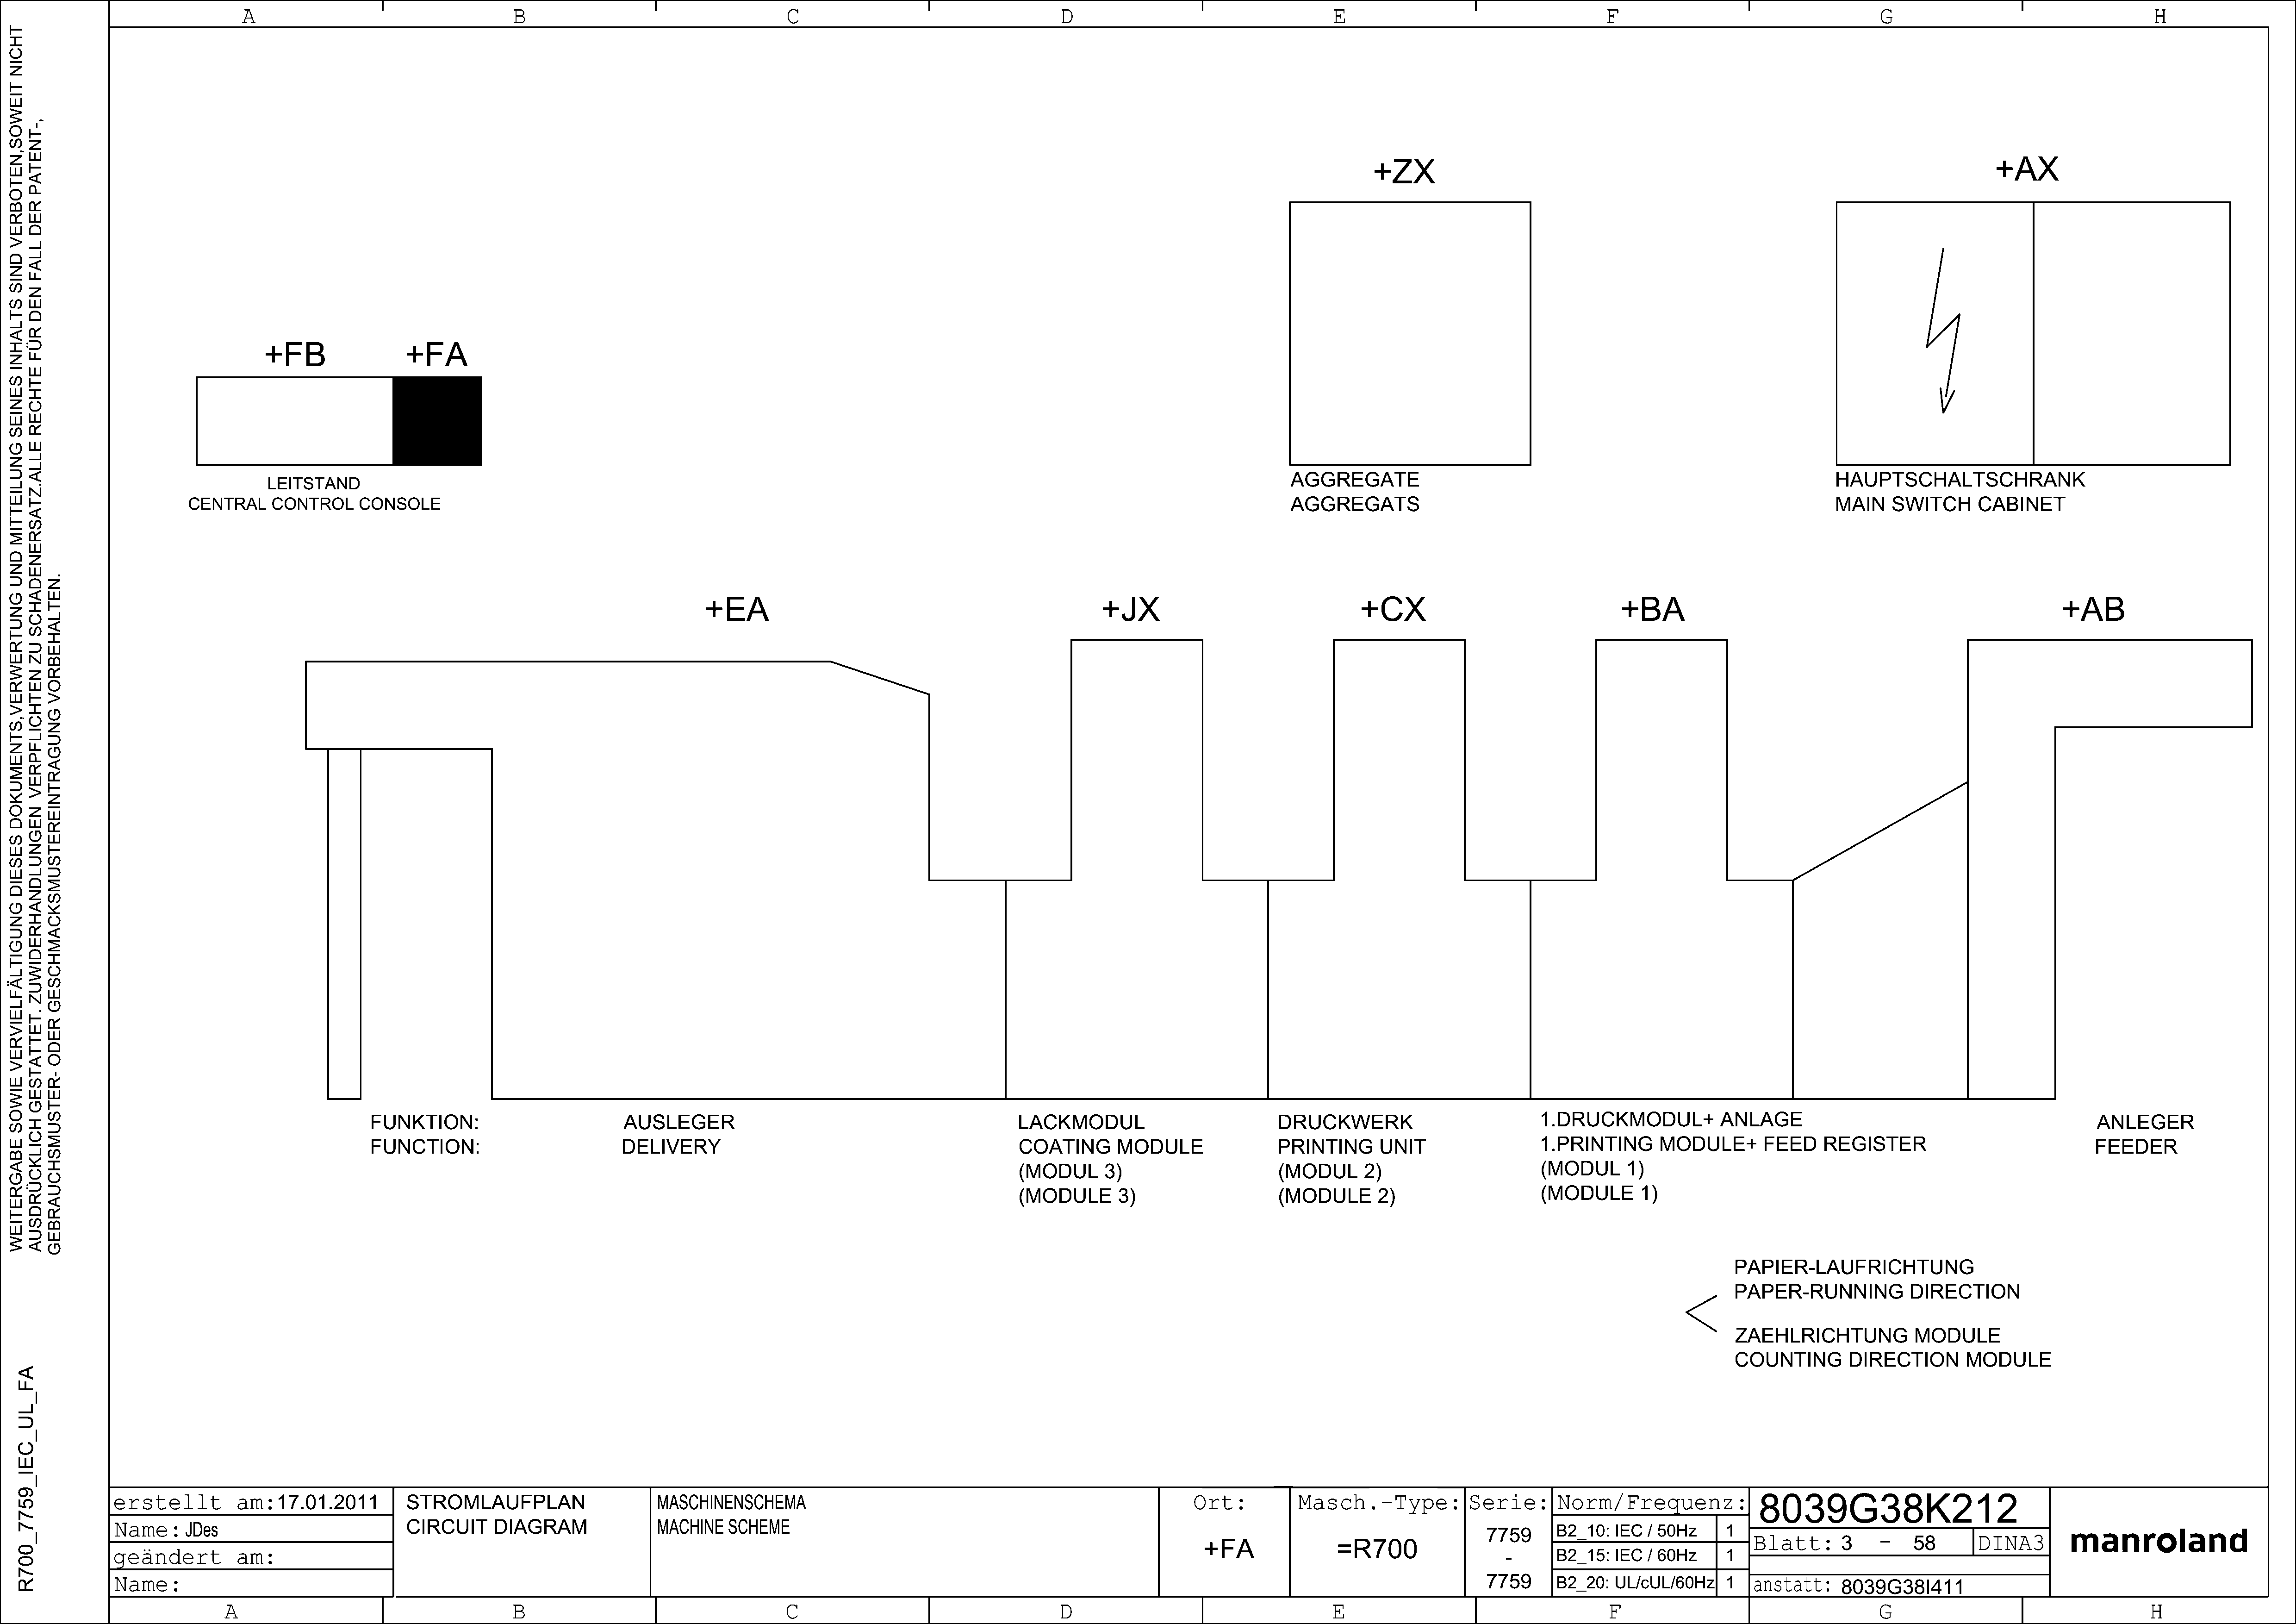 A B C D E F G H
WEITERGABE SOWIE VERVIELFÄLTIGUNG DIESES DOKUMENTS,VERWERTUNG UND MITTEILUNG SEINES INHALTS SIND VERBOTEN,SOWEIT NICHT
AUSDRÜCKLICH GESTATTET. ZUWIDERHANDLUNGEN VERPFLICHTEN ZU SCHADENERSATZ.ALLE RECHTE FÜR DEN FALL DER PATENT-,
GEBRAUCHSMUSTER- ODER GESCHMACKSMUSTEREINTRAGUNG VORBEHALTEN.
R700_7759_IEC_UL_FA
+ZX
+AX
+FB +FA
LEITSTAND
CENTRAL CONTROL CONSOLE
AGGREGATE
AGGREGATS
HAUPTSCHALTSCHRANK
MAIN SWITCH CABINET
+EA +JX +CX +BA +AB
FUNKTION:
FUNCTION:
AUSLEGER
DELIVERY
LACKMODUL
COATING MODULE
(MODUL 3)
(MODULE 3)
DRUCKWERK
PRINTING UNIT
(MODUL 2)
(MODULE 2)
1.DRUCKMODUL+ ANLAGE
1.PRINTING MODULE+ FEED REGISTER
(MODUL 1)
(MODULE 1)
ANLEGER
FEEDER
PAPIER-LAUFRICHTUNG
PAPER-RUNNING DIRECTION
ZAEHLRICHTUNG MODULE
COUNTING DIRECTION MODULE
erstellt am:17.01.2011
Name: JDes
geändert am:
Name:
STROMLAUFPLAN
CIRCUIT DIAGRAM
MASCHINENSCHEMA
MACHINE SCHEME
Ort:
+FA
Masch.-Type:
=R700
Serie:
7759
-
7759
Norm/Frequenz:
B2_10: IEC / 50Hz 1
B2_15: IEC / 60Hz 1
B2_20: UL/cUL/60Hz 1
8039G38K212
Blatt: 3 - 58 DINA3
anstatt: 8039G38I411
manroland
A B C D E F G H